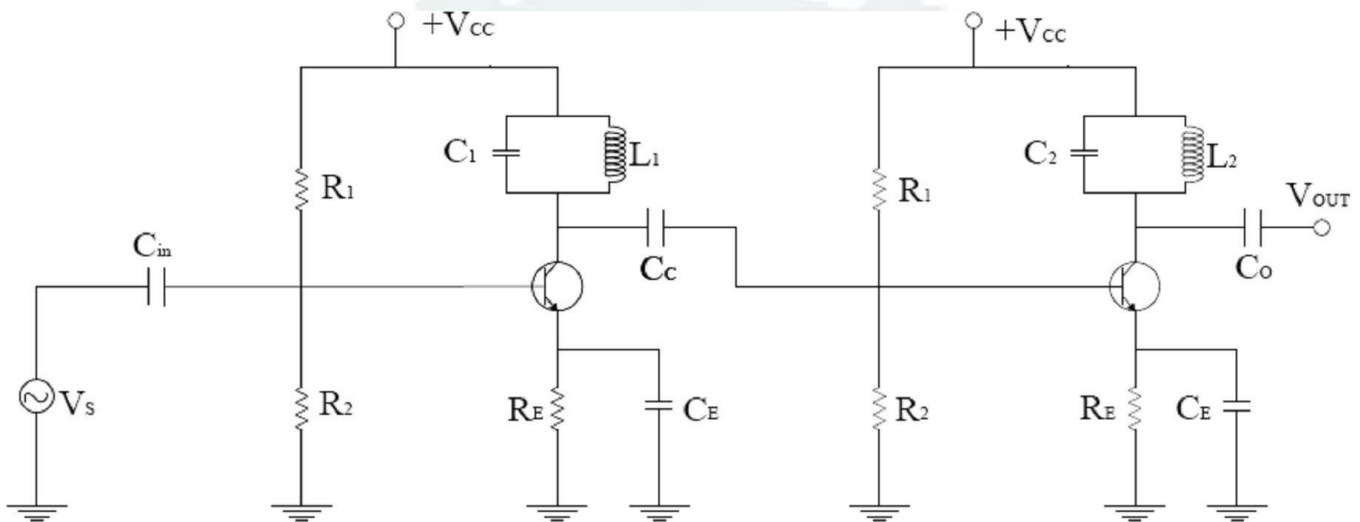 +Vcc +Vcc
C1 L1 C2 L2
R1 R1
VOUT
Cin Cc Co
Vs R2 RE CE R2 RE CE